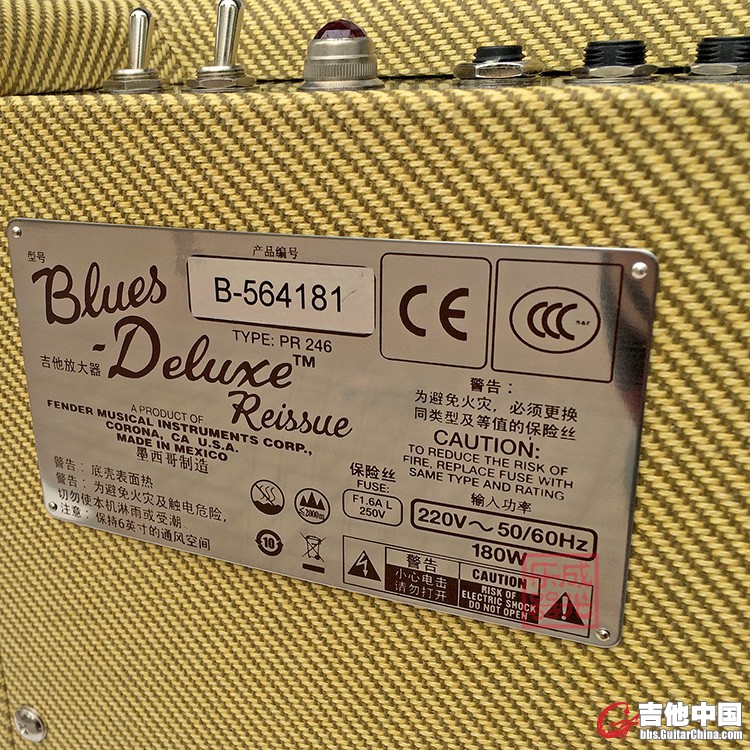 型号
产品编号
Blues
B-564181
CE
CCC
S&E
TYPE: PR 246
-Deluxe™
吉他放大器
Reissue
A PRODUCT OF
FENDER MUSICAL INSTRUMENTS CORP.,
CORONA, CA U.S.A.
MADE IN MEXICO
墨西哥制造
警告：
为避免火灾，必须更换
同类型及等值的保险丝
CAUTION:
TO REDUCE THE RISK OF
FIRE, REPLACE FUSE WITH
SAME TYPE AND RATING
警告：底壳表面热
警告：为避免火灾及触电危险，
切勿使本机淋雨或受潮.
注意：保持6英寸的通风空间
≤2000m
10
保险丝
FUSE:
F1.6A L
250V
输入功率
220V～50/60Hz
180W
警告
小心电击
请勿打开
CAUTION
RISK OF
ELECTRIC SHOCK
DO NOT OPEN
吉他中国
bbs.GuitarChina.com